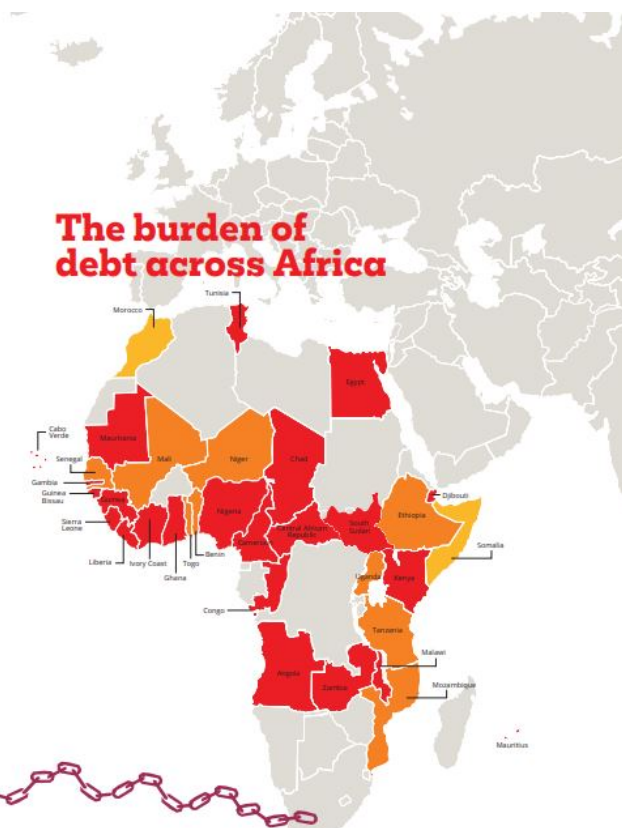 The burden of
debt across Africa
Tunisia
Morocco
Egypt
Cabo
Verde
Mauritania
Senegal
Mali
Niger
Chad
Gambia
Guinea
Bissau
Guinea
Nigeria
Djibouti
Ethiopia
Sierra
Leone
Central African
Republic
South
Sudan
Cameroon
Somalia
Liberia
Ivory Coast
Ghana
Togo
Benin
Uganda
Kenya
Congo
Tanzania
Malawi
Angola
Zambia
Mozambique
Mauritius